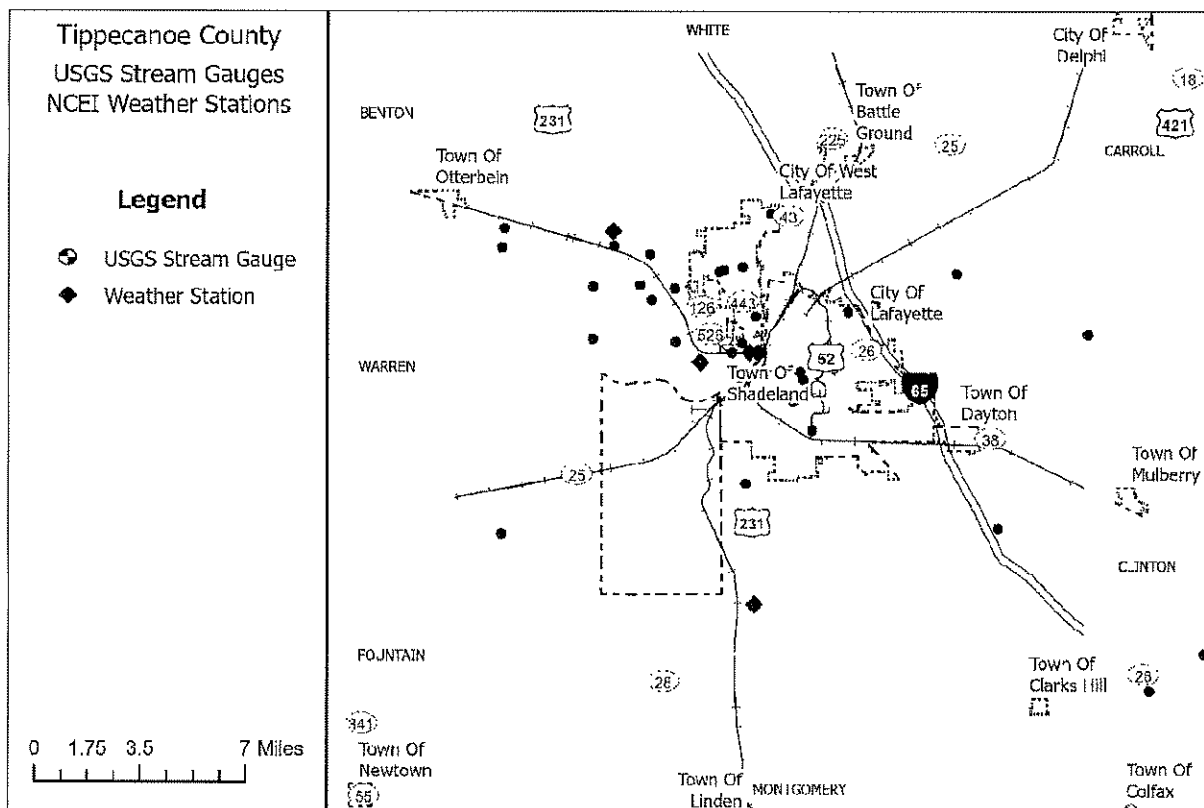 Tippecanoe County
USGS Stream Gauges
NCEI Weather Stations
Legend
USGS Stream Gauge
Weather Station
0 1.75 3.5 7 Miles
WHITE
City Of
Delphi
18
421
CARROLL
BENTON
231
Town Of
Battle
Ground
225
25
Town Of
Otterbein
City Of West
Lafayette
43
City Of
Lafayette
126
443
526
52
26
WARREN
Town Of
Shadeland
65
Town Of
Dayton
38
Town Of
Mulberry
25
231
CLINTON
FOUNTAIN
28
Town Of
Clarks Hill
28
341
Town Of
Newtown
55
Town Of
Linden
MONTGOMERY
Town Of
Colfax